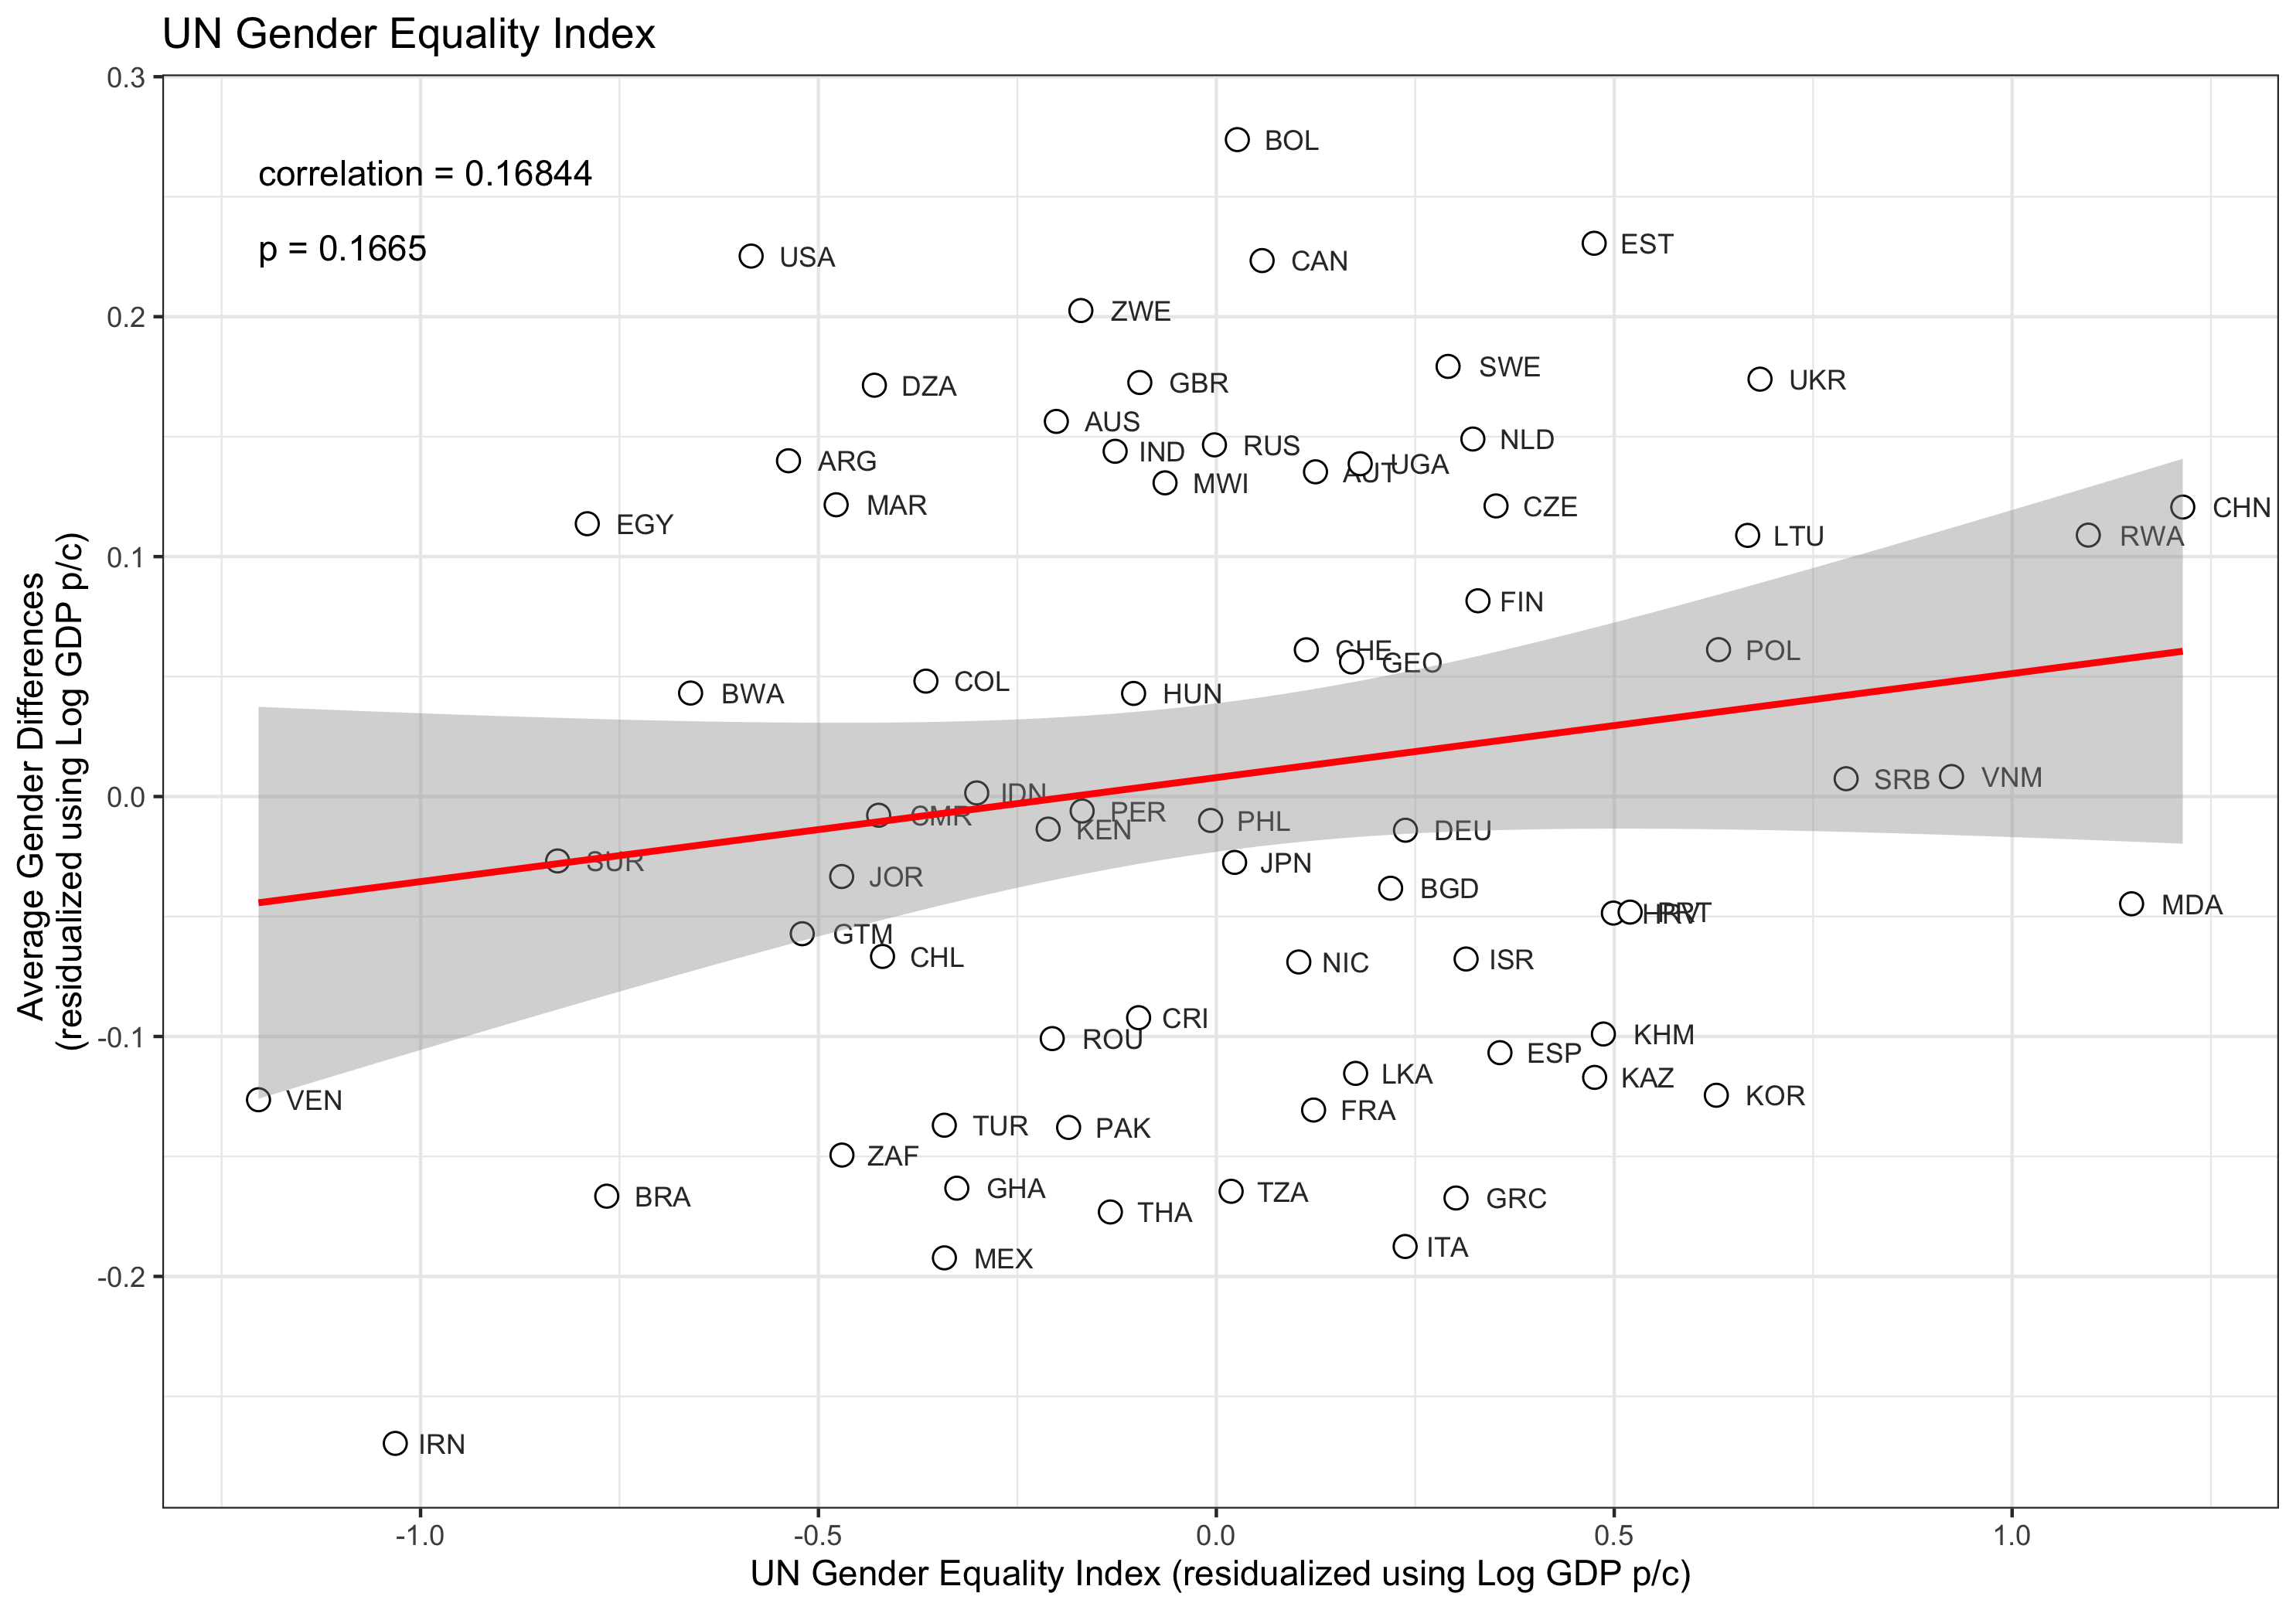 UN Gender Equality Index
0.3
BOL
correlation = 0.16844
EST
p = 0.1665
USA
CAN
0.2
ZWE
SWE
UKR
DZA
GBR
AUS
NLD
IND
RUS
ARG
AUT
UGA
MWI
MAR
CZE
CHN
EGY
LTU
RWA
0.1
FIN
CHE
GEO
POL
COL
BWA
HUN
SRB
VNM
0.0
IDN
CMR
PER
KEN
PHL
DEU
SUR
JOR
JPN
BGD
HRV
PRT
MDA
GTM
CHL
NIC
ISR
CRI
ROU
KHM
-0.1
ESP
LKA
KAZ
KOR
VEN
FRA
TUR
PAK
ZAF
BRA
GHA
THA
TZA
GRC
MEX
ITA
-0.2
IRN
Average Gender Differences
(residualized using Log GDP p/c)
-1.0
-0.5
0.0
0.5
1.0
UN Gender Equality Index (residualized using Log GDP p/c)